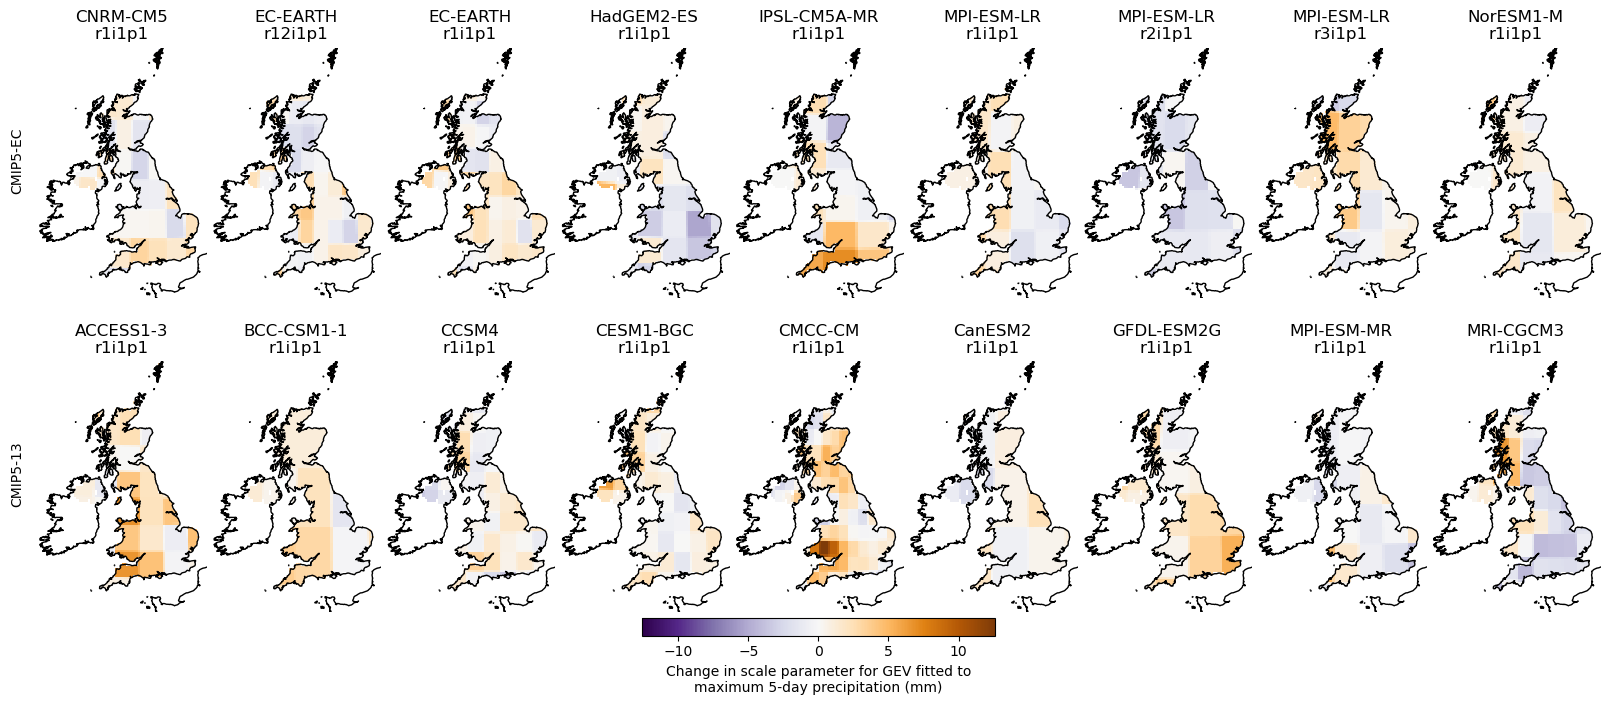 CNRM-CM5
r1i1p1
EC-EARTH
r12i1p1
EC-EARTH
r1i1p1
HadGEM2-ES
r1i1p1
IPSL-CM5A-MR
r1i1p1
MPI-ESM-LR
r1i1p1
MPI-ESM-LR
r2i1p1
MPI-ESM-LR
r3i1p1
NorESM1-M
r1i1p1
CMIP5-EC
ACCESS1-3
r1i1p1
BCC-CSM1-1
r1i1p1
CCSM4
r1i1p1
CESM1-BGC
r1i1p1
CMCC-CM
r1i1p1
CanESM2
r1i1p1
GFDL-ESM2G
r1i1p1
MPI-ESM-MR
r1i1p1
MRI-CGCM3
r1i1p1
CMIP5-13
−10 −5 0 5 10
Change in scale parameter for GEV fitted to
maximum 5-day precipitation (mm)